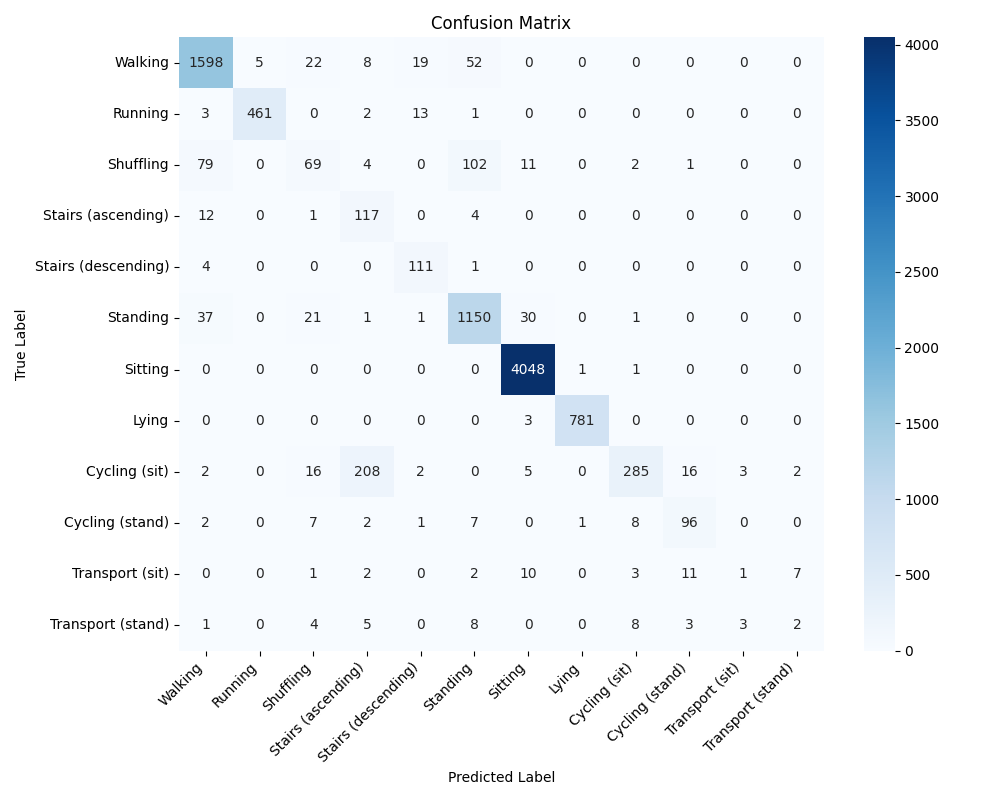 Confusion Matrix
Walking 1598 5 22 8 19 52 0 0 0 0 0 0
Running 3 461 0 2 13 1 0 0 0 0 0 0
Shuffling 79 0 69 4 0 102 11 0 2 1 0 0
Stairs (ascending) 12 0 1 117 0 4 0 0 0 0 0 0
Stairs (descending) 4 0 0 0 111 1 0 0 0 0 0 0
Standing 37 0 21 1 1 1150 30 0 1 0 0 0
Sitting 0 0 0 0 0 0 4048 1 1 0 0 0
Lying 0 0 0 0 0 0 3 781 0 0 0 0
Cycling (sit) 2 0 16 208 2 0 5 0 285 16 3 2
Cycling (stand) 2 0 7 2 1 7 0 1 8 96 0 0
Transport (sit) 0 0 1 2 0 2 10 0 3 11 1 7
Transport (stand) 1 0 4 5 0 8 0 0 8 3 3 2
True Label
Walking
Running
Shuffling
Stairs (ascending)
Stairs (descending)
Standing
Sitting
Lying
Cycling (sit)
Cycling (stand)
Transport (sit)
Transport (stand)
Predicted Label
4000
3500
3000
2500
2000
1500
1000
500
0